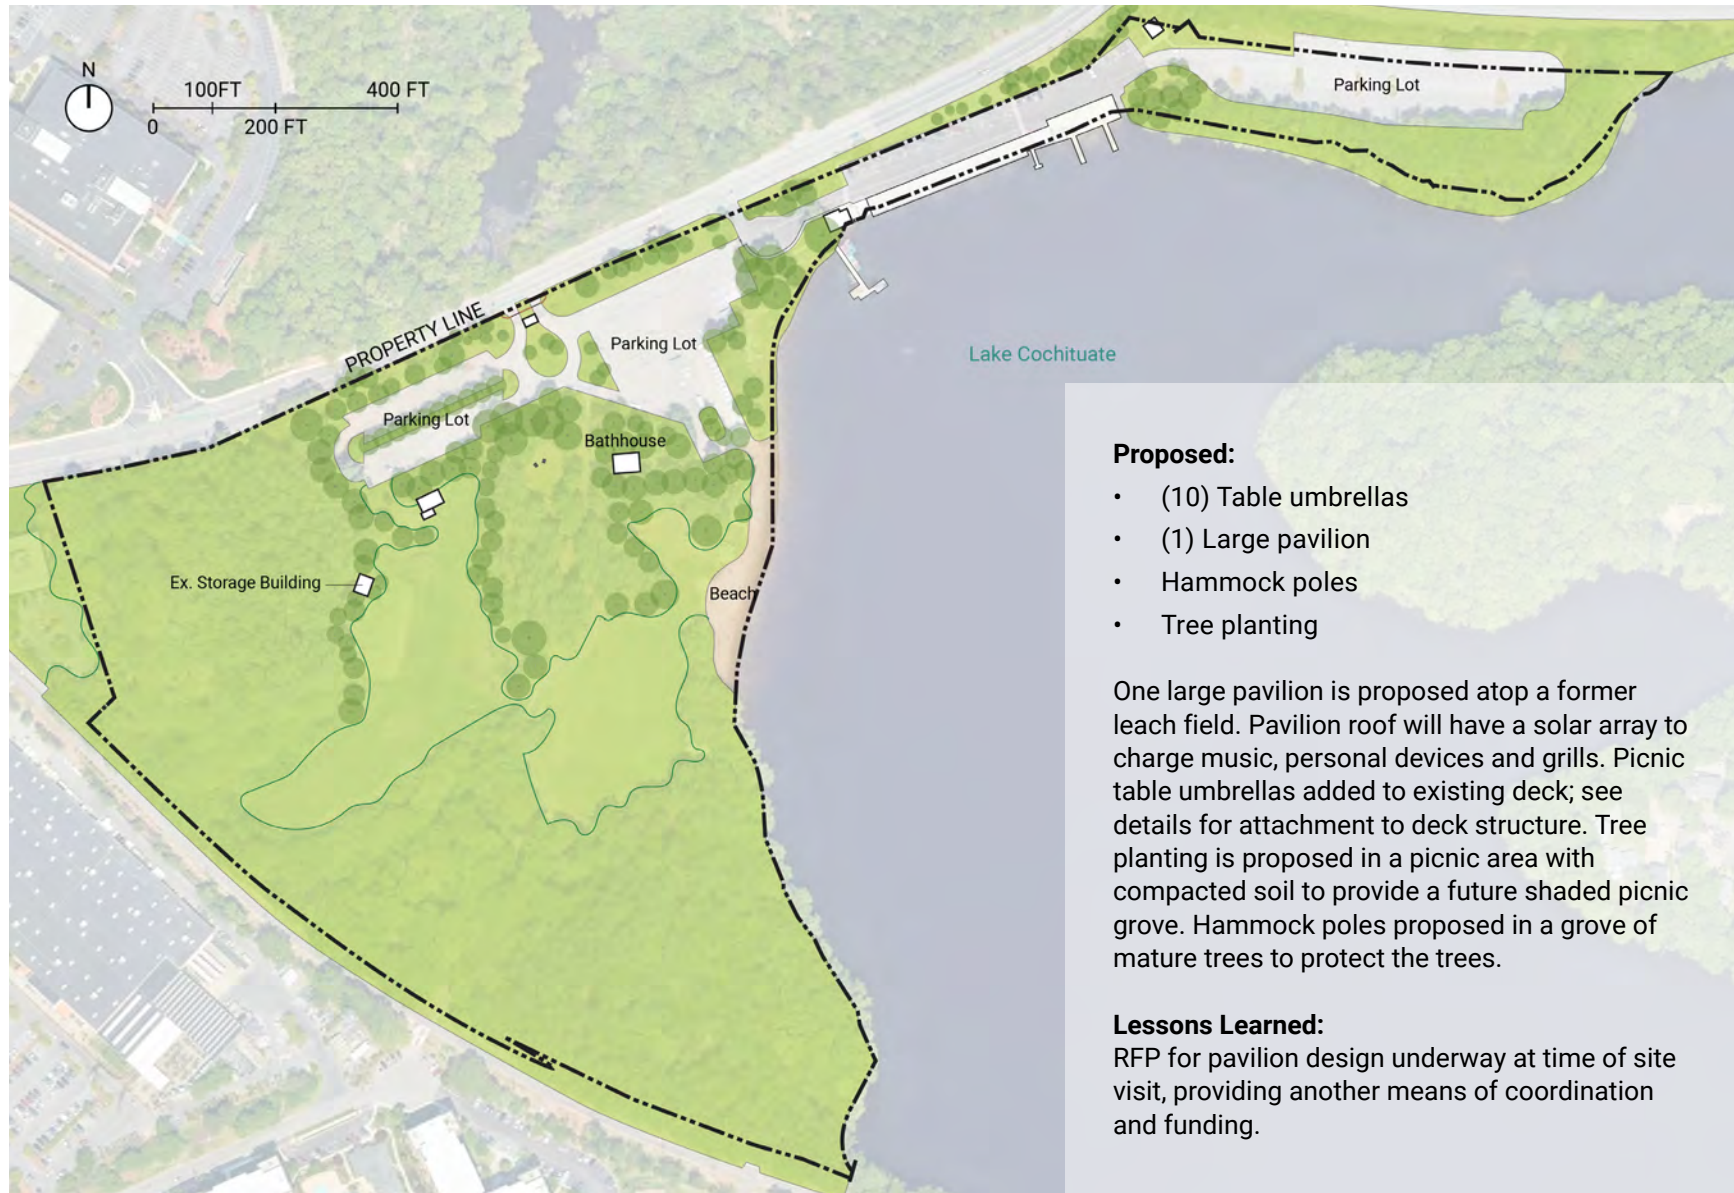 N
100FT 400 FT
0 200 FT
Parking Lot
PROPERTY LINE
Parking Lot
Lake Cochituate
Parking Lot
Bathhouse
Ex. Storage Building
Beach
Proposed:
• (10) Table umbrellas
• (1) Large pavilion
• Hammock poles
• Tree planting
One large pavilion is proposed atop a former
leach field. Pavilion roof will have a solar array to
charge music, personal devices and grills. Picnic
table umbrellas added to existing deck; see
details for attachment to deck structure. Tree
planting is proposed in a picnic area with
compacted soil to provide a future shaded picnic
grove. Hammock poles proposed in a grove of
mature trees to protect the trees.
Lessons Learned:
RFP for pavilion design underway at time of site
visit, providing another means of coordination
and funding.